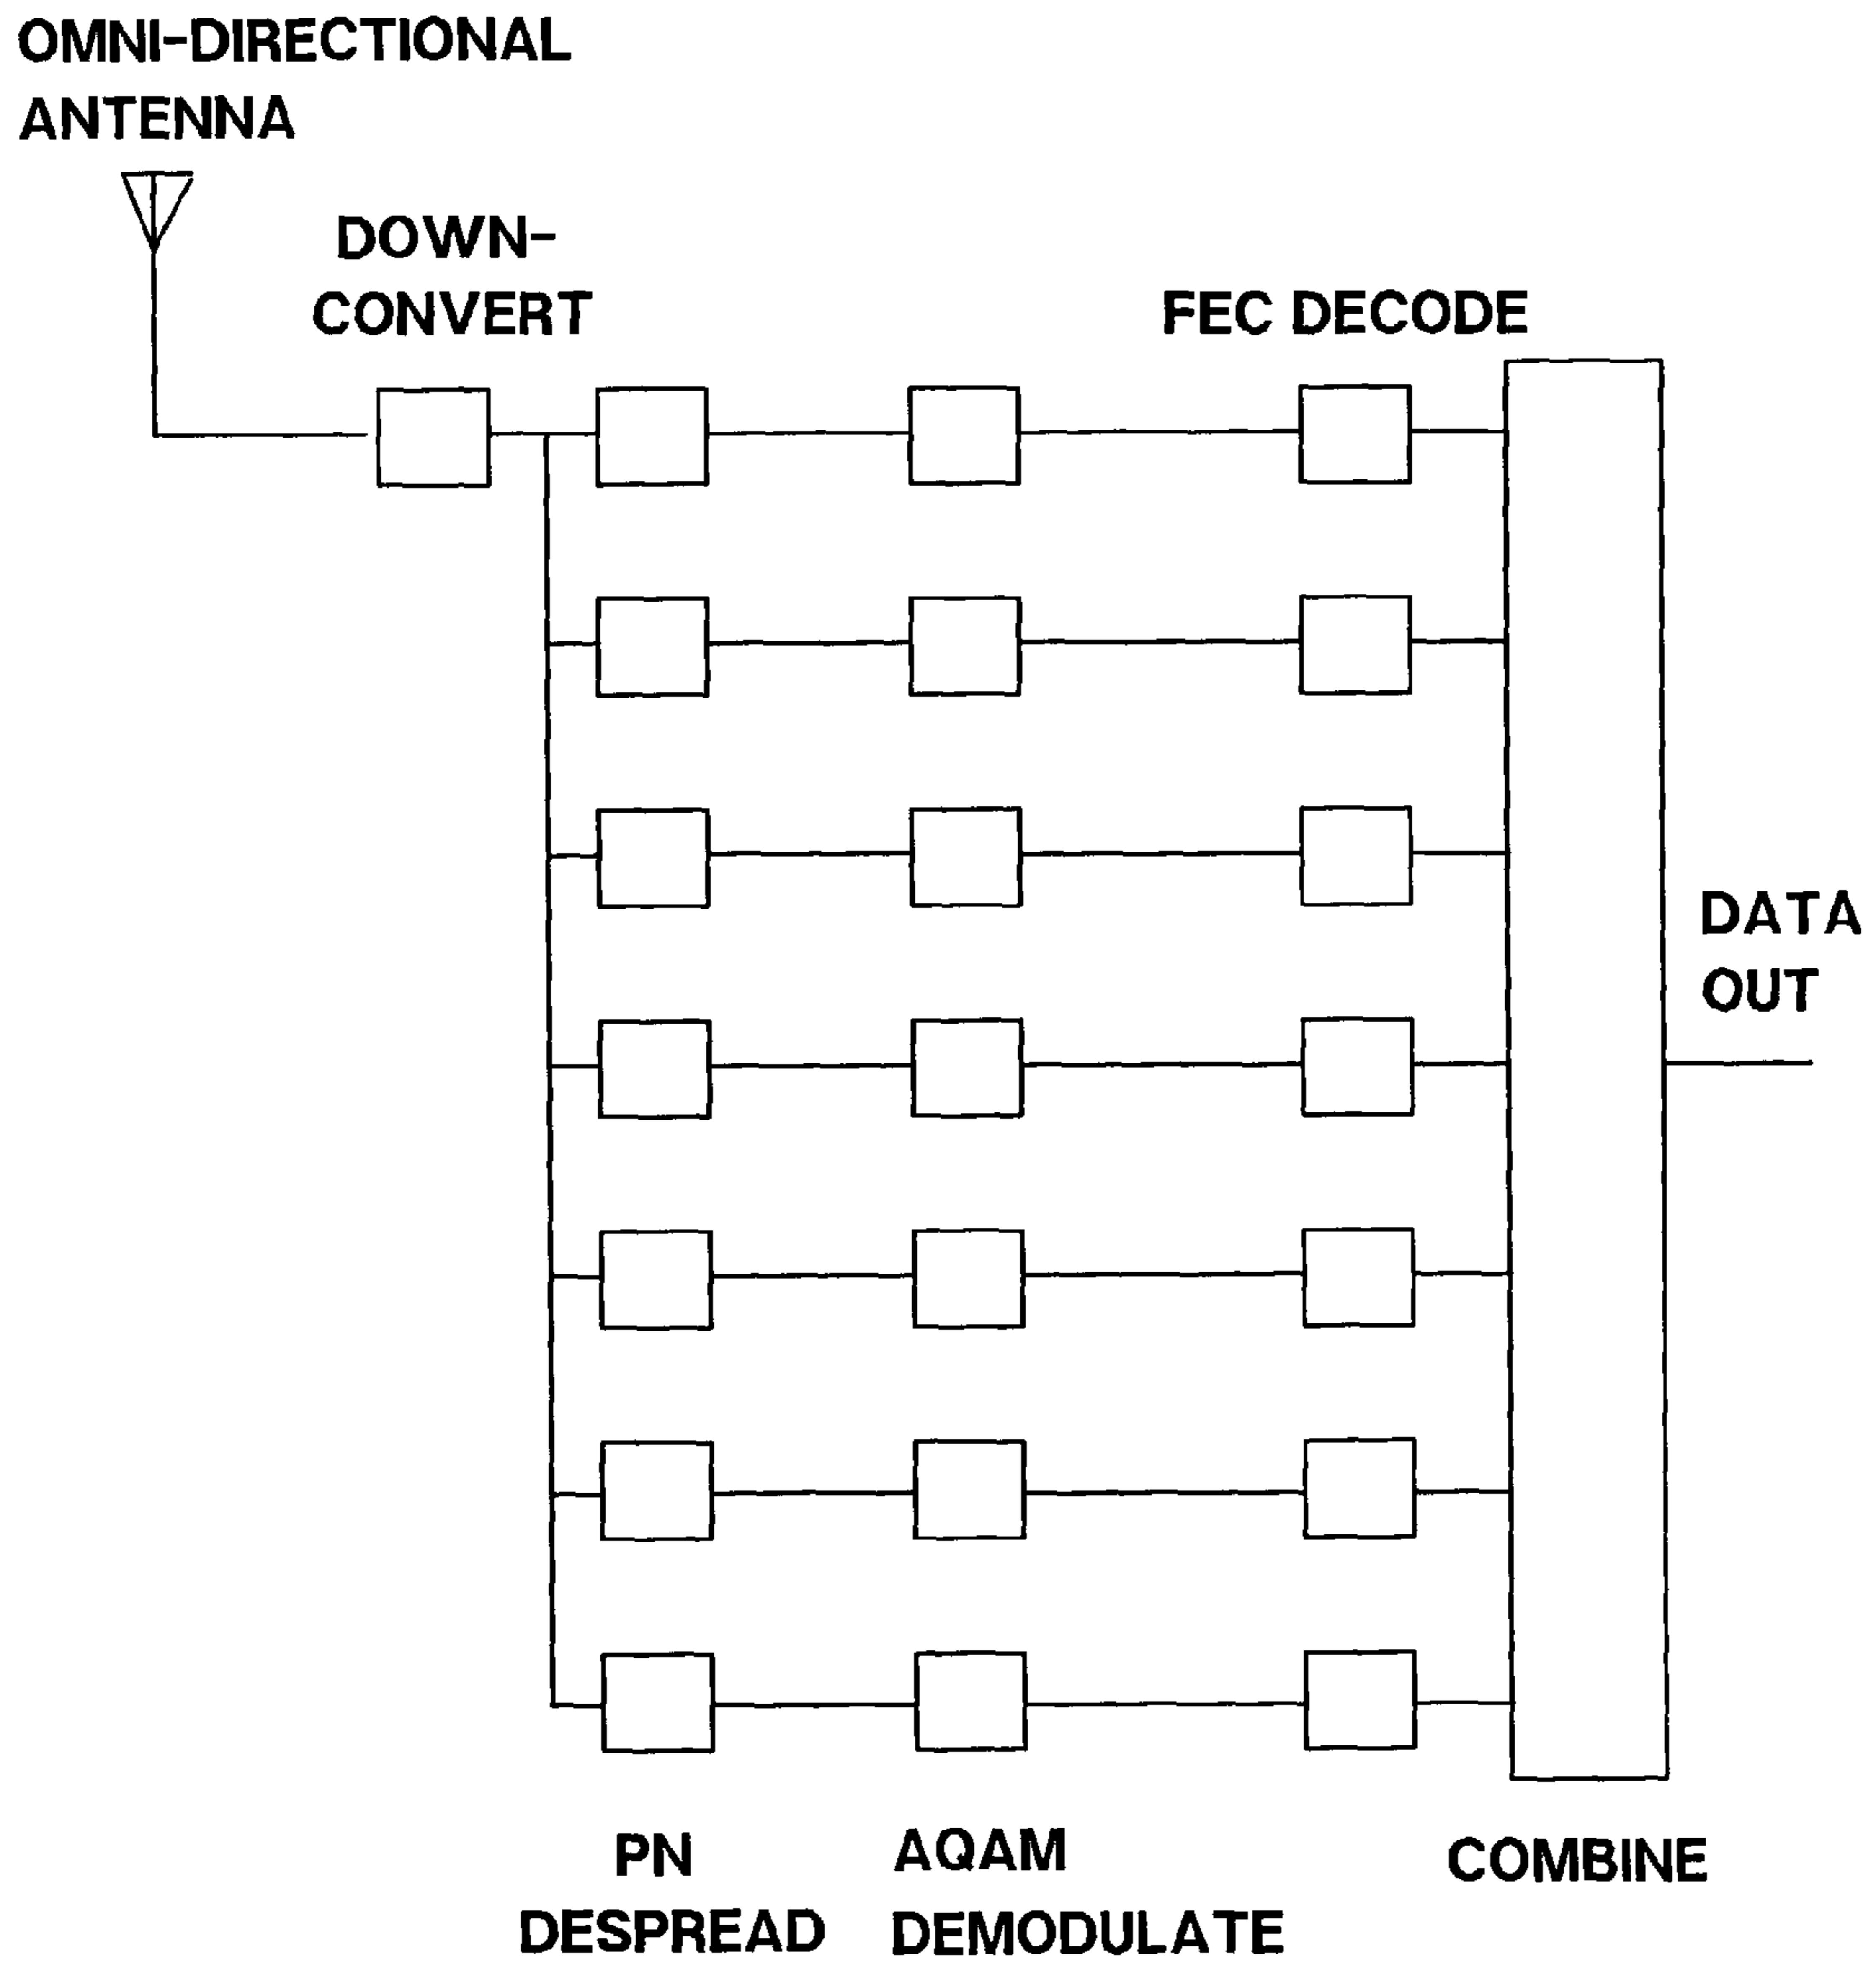 OMNI-DIRECTIONAL
ANTENNA
DOWN-
CONVERT
FEC DECODE
DATA
OUT
PN
DESPREAD
AQAM
DEMODULATE
COMBINE